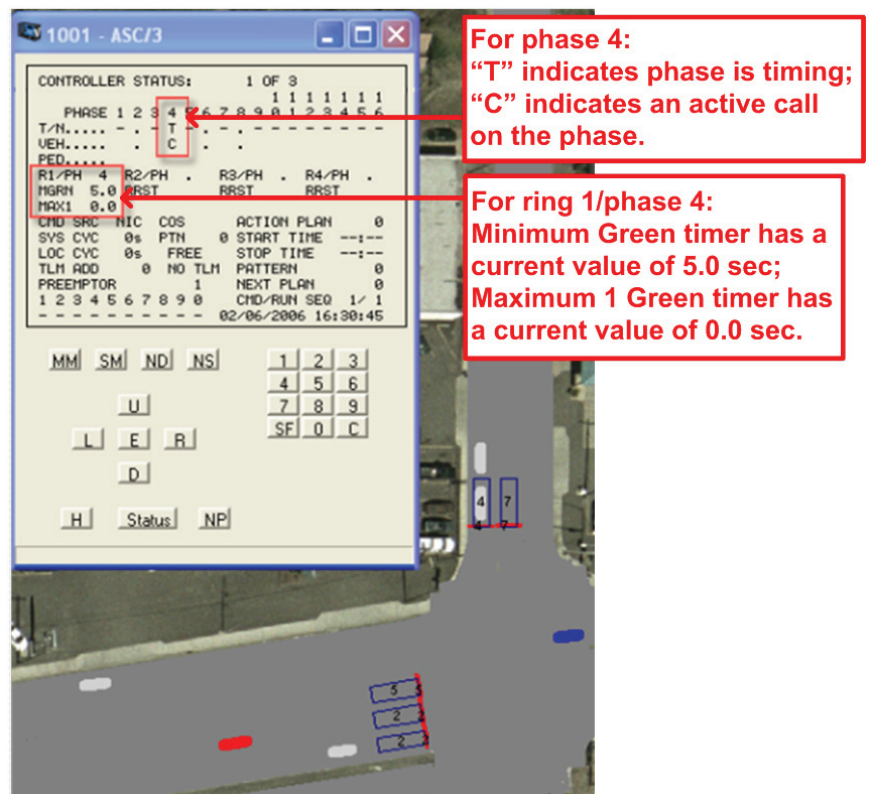 1001 - ASC/3
CONTROLLER STATUS: 1 OF 3
1 1 1 1 1 1 1
PHASE 1 2 3 4 5 6 7 8 9 0 1 2 3 4 5 6
T/N..... - . - T - . - . - - - - - - - -
VEH..... . C . .
PED.....
R1/PH 4 R2/PH . R3/PH . R4/PH .
MGRN 5.0 RRST RRST RRST
MAX1 0.0
CMD SRC NIC COS ACTION PLAN 0
SYS CYC 0s PTN 0 START TIME --:--
LOC CYC 0s FREE STOP TIME --:--
TLM ADD 0 NO TLM PATTERN 0
PREEMPTOR 1 NEXT PLAN 0
1 2 3 4 5 6 7 8 9 0 CMD/RUN SEQ 1/ 1
- - - - - - - - - - 02/06/2006 16:30:45
MM SM ND NS 1 2 3
4 5 6
U 7 8 9
SF 0 C
L E R
D
H Status NP
For phase 4:
“T” indicates phase is timing;
“C” indicates an active call
on the phase.
For ring 1/phase 4:
Minimum Green timer has a
current value of 5.0 sec;
Maximum 1 Green timer has
a current value of 0.0 sec.
4 7
4 7
5 5
2 2
2 2